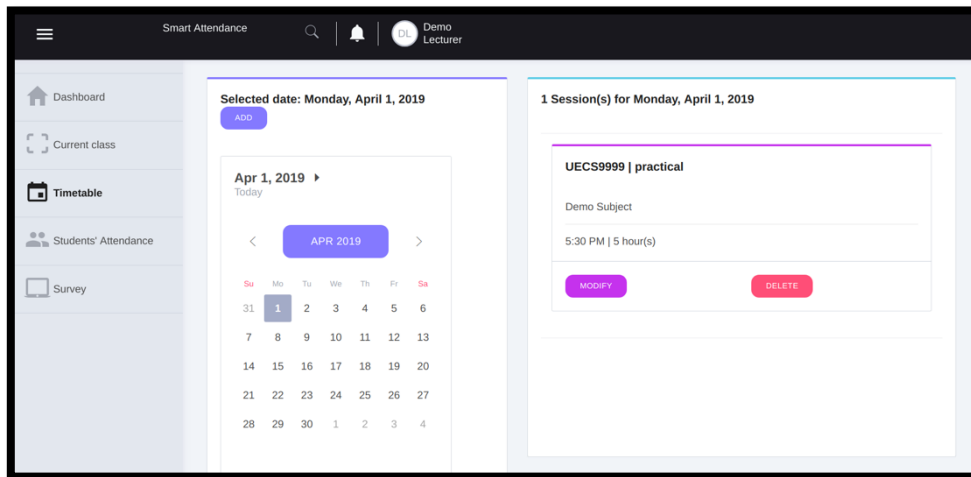 Smart Attendance
DL
Demo
Lecturer
Dashboard
Current class
Timetable
Students' Attendance
Survey
Selected date: Monday, April 1, 2019
ADD
Apr 1, 2019
Today
APR 2019
Su Mo Tu We Th Fr Sa
31 1 2 3 4 5 6
7 8 9 10 11 12 13
14 15 16 17 18 19 20
21 22 23 24 25 26 27
28 29 30 1 2 3 4
1 Session(s) for Monday, April 1, 2019
UECS9999 | practical
Demo Subject
5:30 PM | 5 hour(s)
MODIFY DELETE